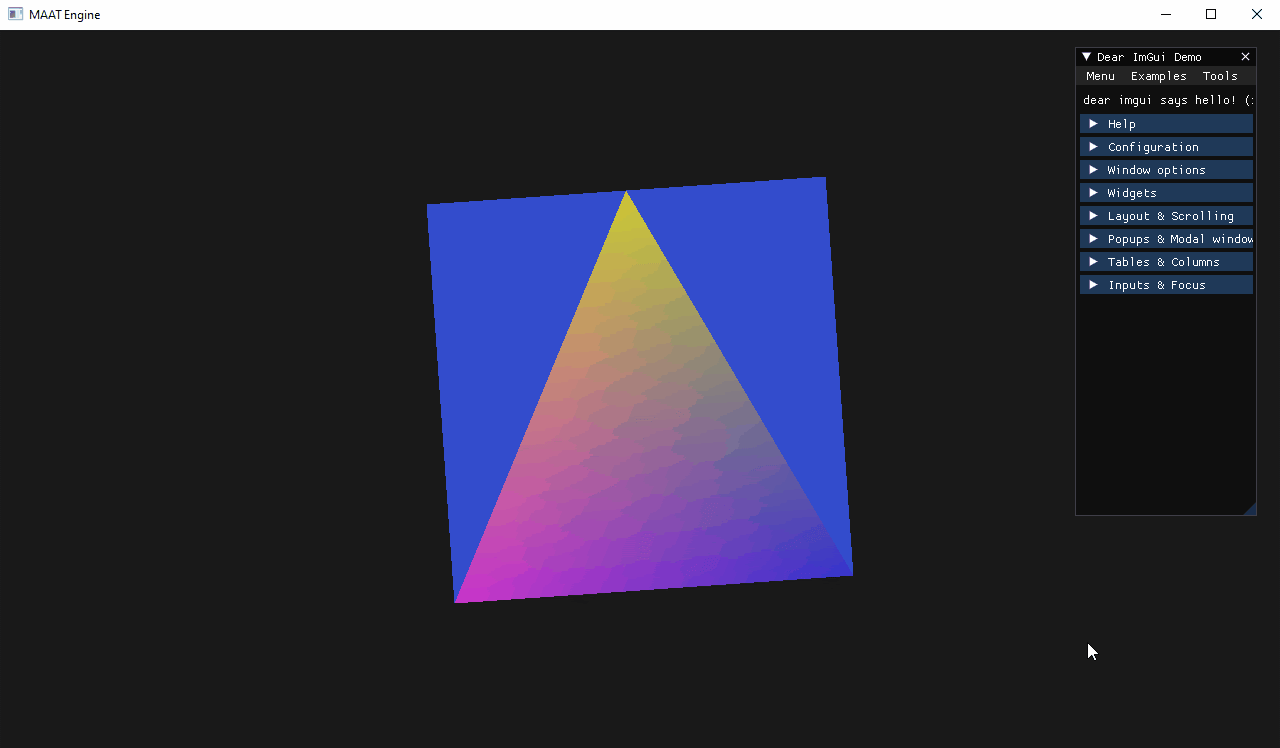 MAAT Engine
Dear ImGui Demo
Menu Examples Tools
dear imgui says hello! (
Help
Configuration
Window options
Widgets
Layout & Scrolling
Popups & Modal window
Tables & Columns
Inputs & Focus